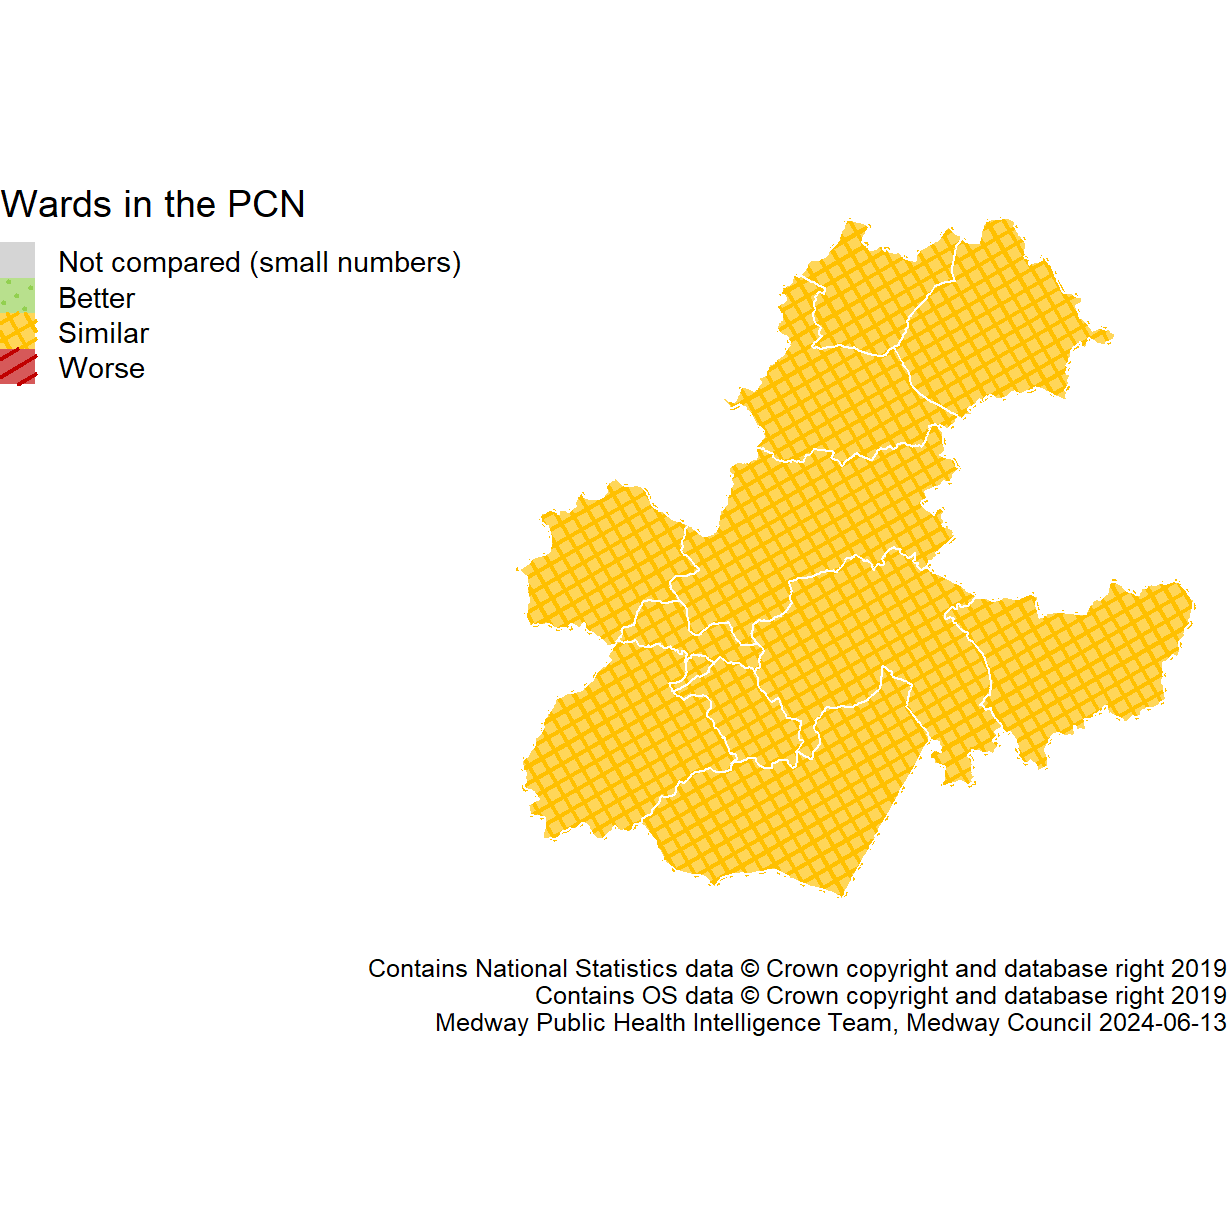 Wards in the PCN
Not compared (small numbers)
Better
Similar
Worse
Contains National Statistics data © Crown copyright and database right 2019
Contains OS data © Crown copyright and database right 2019
Medway Public Health Intelligence Team, Medway Council 2024-06-13